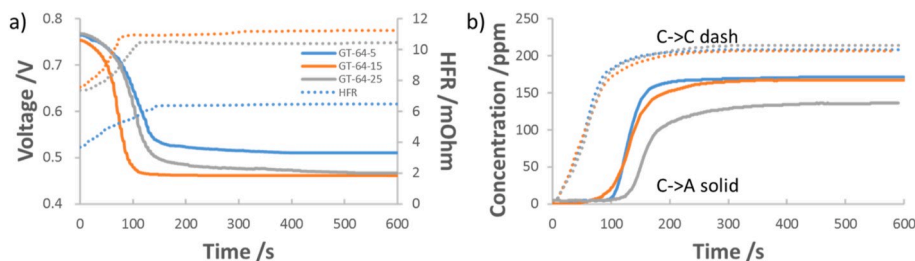 a)
0.8
0.7
0.6
0.5
0.4
Voltage /V
0 100 200 300 400 500 600
Time /s
12
10
8
6
4
2
0
HFR /mOhm
GT-64-5
GT-64-15
GT-64-25
HFR
b)
250
200
150
100
50
0
Concentration /ppm
C->C dash
C->A solid
0 100 200 300 400 500 600
Time /s